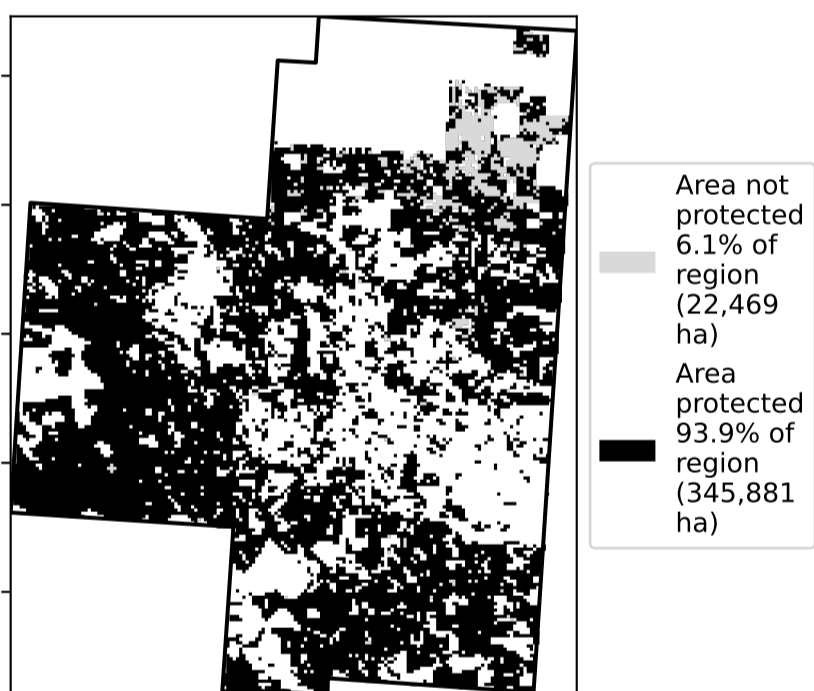 Area not
protected
6.1% of
region
(22,469
ha)
Area
protected
93.9% of
region
(345,881
ha)